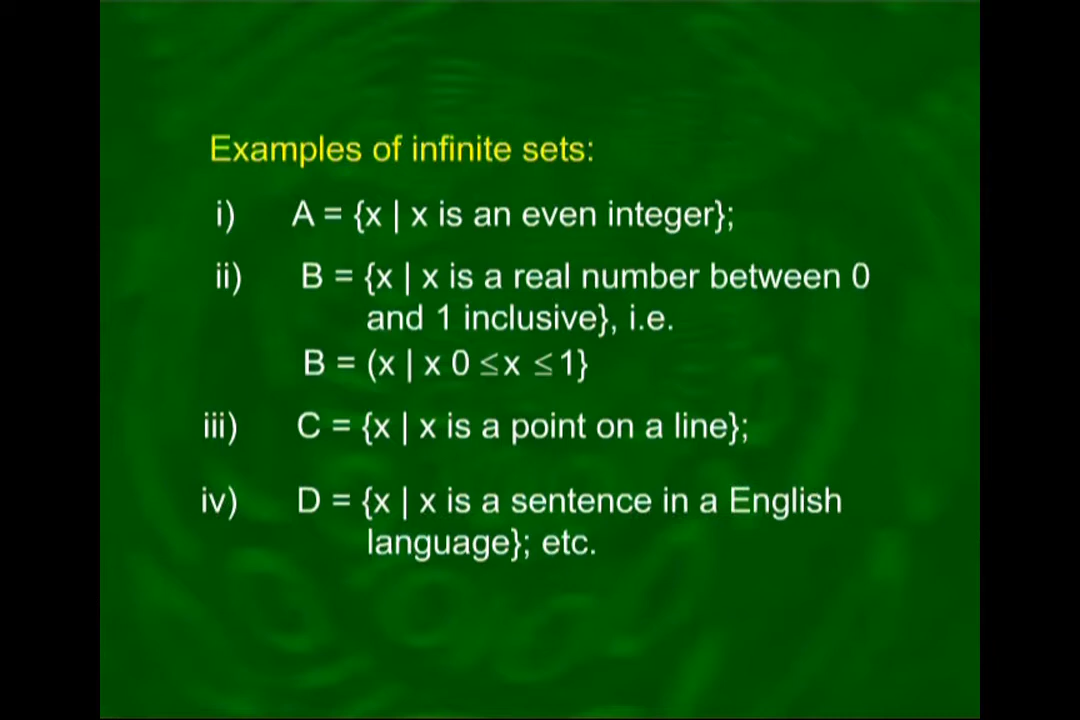 Examples of infinite sets:
i) A = {x | x is an even integer};
ii) B = {x | x is a real number between 0
and 1 inclusive}, i.e.
B = (x | x 0 ≤x ≤1}
iii) C = {x | x is a point on a line};
iv) D = {x | x is a sentence in a English
language}; etc.